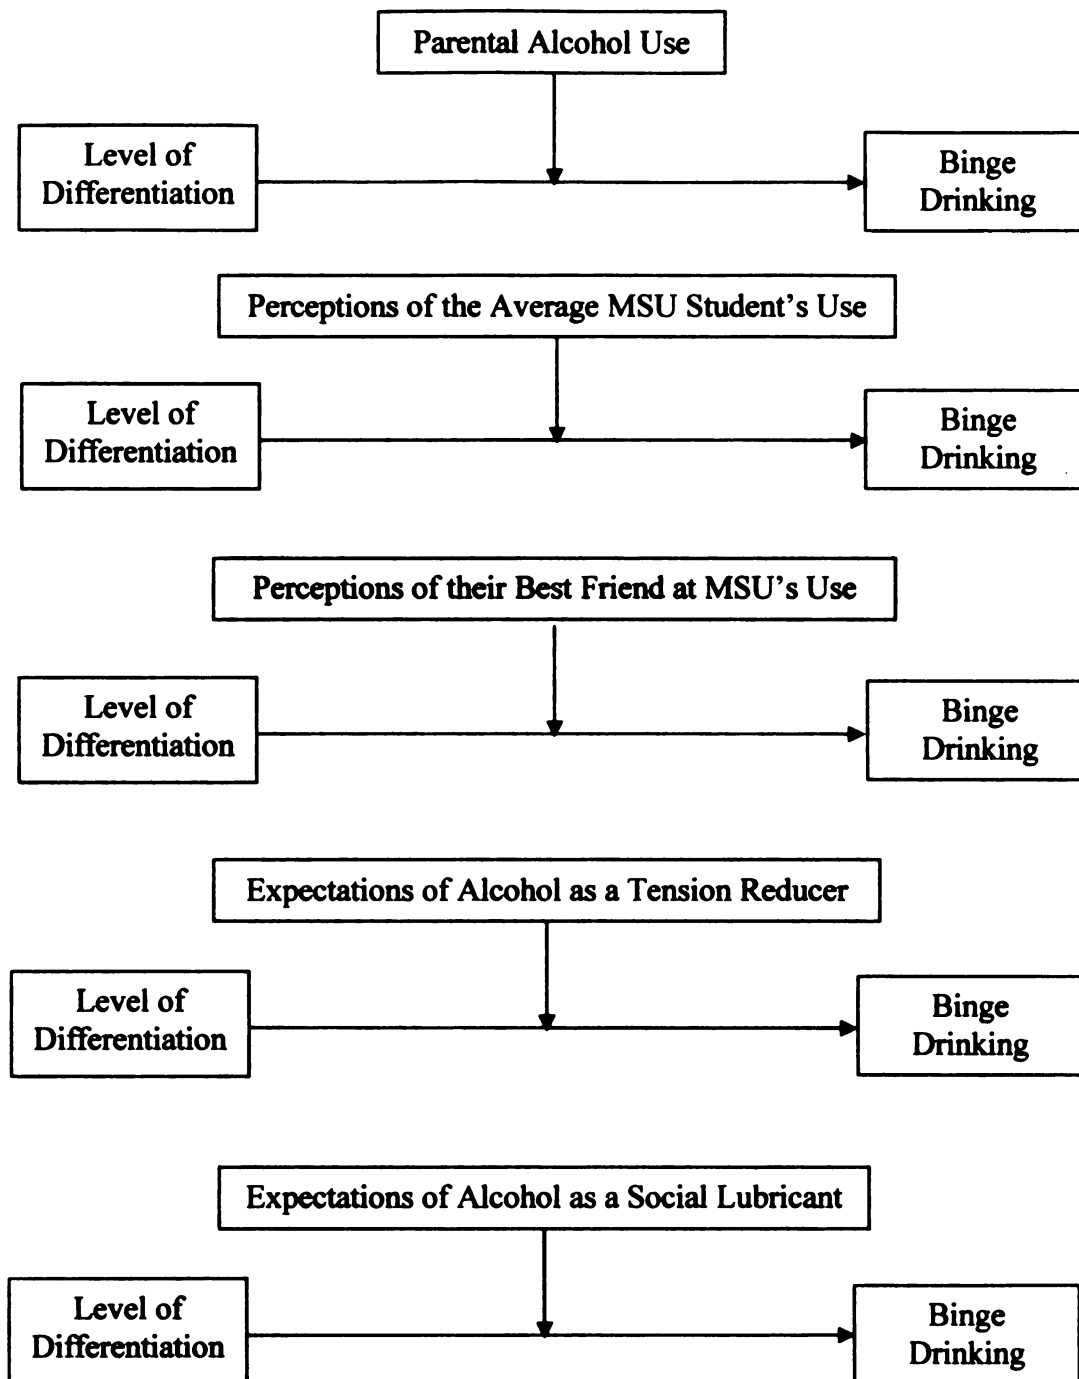 Parental Alcohol Use
Level of
Differentiation
Binge
Drinking
Perceptions of the Average MSU Student's Use
Level of
Differentiation
Binge
Drinking
Perceptions of their Best Friend at MSU's Use
Level of
Differentiation
Binge
Drinking
Expectations of Alcohol as a Tension Reducer
Level of
Differentiation
Binge
Drinking
Expectations of Alcohol as a Social Lubricant
Level of
Differentiation
Binge
Drinking